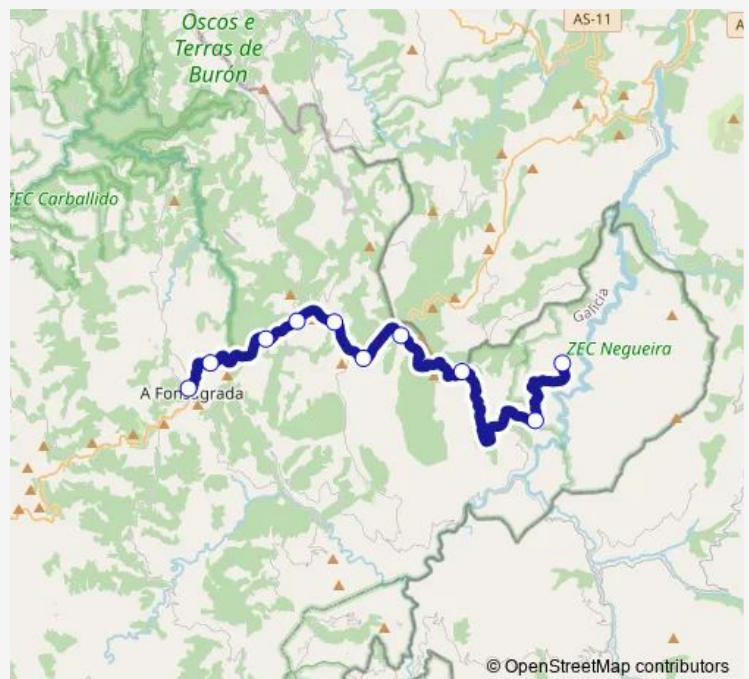 Oscos e
Terras de
Burón
AS-11
A
ZEC Carballido
Galicia
ZEC Negueira
A Fonsagrada
© OpenStreetMap contributors